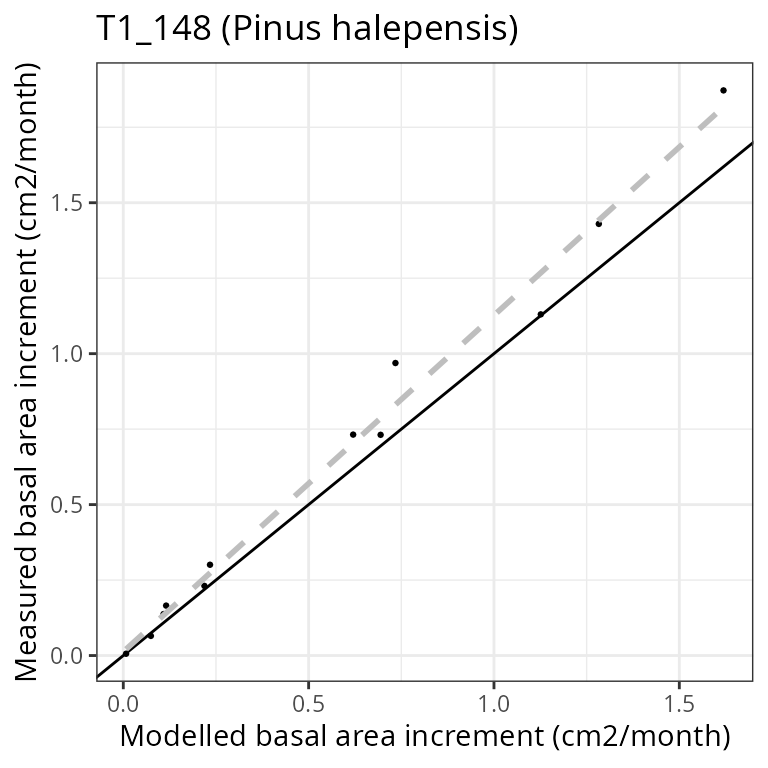 T1_148 (Pinus halepensis)
Measured basal area increment (cm2/month)
1.5
1.0
0.5
0.0
0.0 0.5 1.0 1.5
Modelled basal area increment (cm2/month)